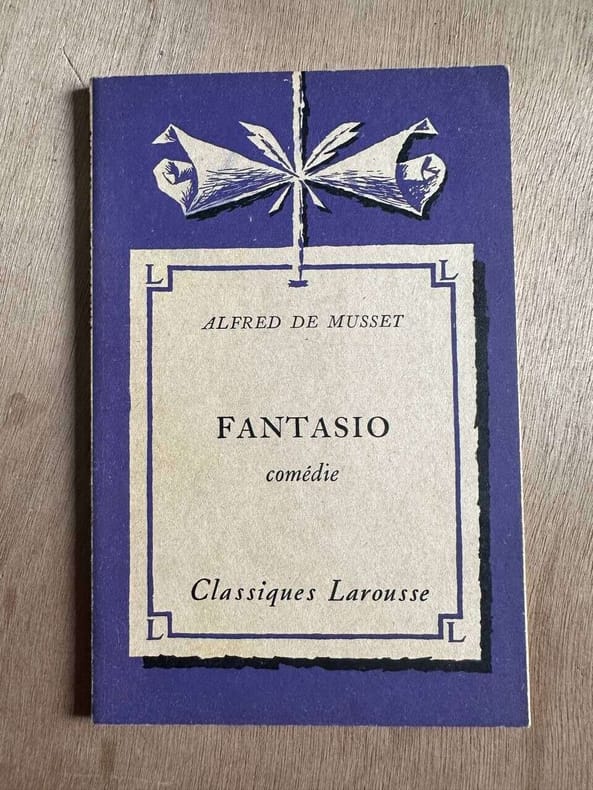 L L
ALFRED DE MUSSET
FANTASIO
comédie
Classiques Larousse
L L